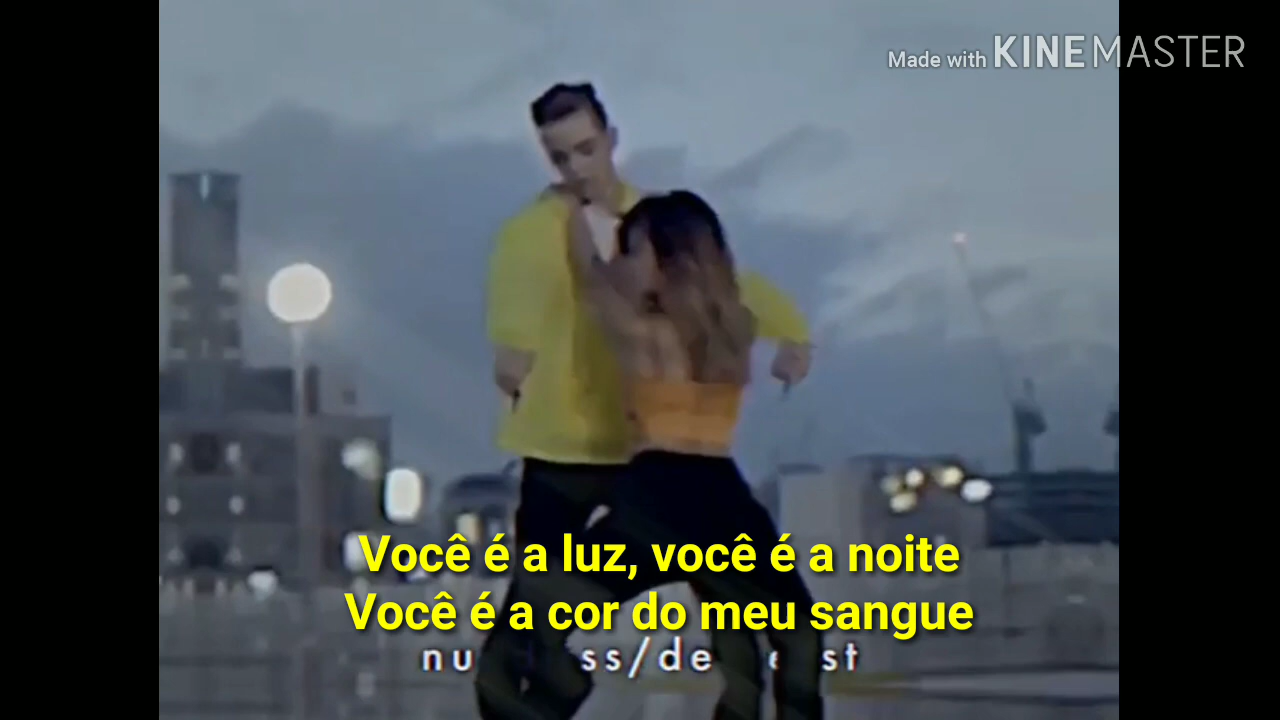 Made with KINEMASTER
Você é a luz, você é a noite
Você é a cor do meu sangue